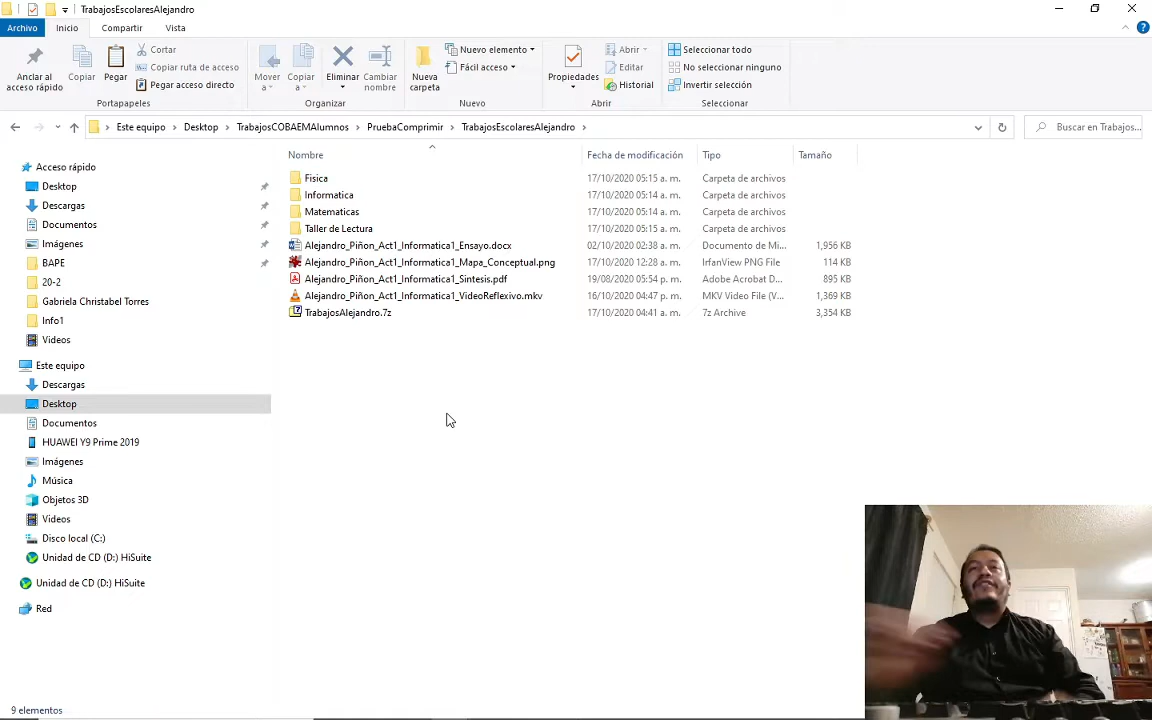 TrabajosEscolaresAlejandro
Archivo Inicio Compartir Vista
Anclar al acceso rápido
Copiar
Pegar
Cortar
Copiar ruta de acceso
Pegar acceso directo
Portapapeles
Mover a
Copiar a
Eliminar
Cambiar nombre
Organizar
Nueva carpeta
Nuevo elemento
Fácil acceso
Nuevo
Propiedades
Abrir
Editar
Historial
Abrir
Seleccionar todo
No seleccionar ninguno
Invertir selección
Seleccionar
Este equipo > Desktop > TrabajosCOBAEMAlumnos > PruebaComprimir > TrabajosEscolaresAlejandro >
Buscar en Trabajos...
Acceso rápido
Desktop
Descargas
Documentos
Imágenes
BAPE
20-2
Gabriela Christabel Torres
Info1
Videos
Este equipo
Descargas
Desktop
Documentos
HUAWEI Y9 Prime 2019
Imágenes
Música
Objetos 3D
Videos
Disco local (C:)
Unidad de CD (D:) HiSuite
Unidad de CD (D:) HiSuite
Red
Nombre Fecha de modificación Tipo Tamaño
Fisica 17/10/2020 05:15 a. m. Carpeta de archivos
Informatica 17/10/2020 05:14 a. m. Carpeta de archivos
Matematicas 17/10/2020 05:14 a. m. Carpeta de archivos
Taller de Lectura 17/10/2020 05:15 a. m. Carpeta de archivos
Alejandro_Piñon_Act1_Informatica1_Ensayo.docx 02/10/2020 02:38 a. m. Documento de Mi... 1,956 KB
Alejandro_Piñon_Act1_Informatica1_Mapa_Conceptual.png 17/10/2020 12:28 a. m. IrfanView PNG File 114 KB
Alejandro_Piñon_Act1_Informatica1_Sintesis.pdf 19/08/2020 05:54 p. m. Adobe Acrobat D... 895 KB
Alejandro_Piñon_Act1_Informatica1_VideoReflexivo.mkv 16/10/2020 04:47 p. m. MKV Video File (V... 1,369 KB
TrabajosAlejandro.7z 17/10/2020 04:41 a. m. 7z Archive 3,354 KB
9 elementos